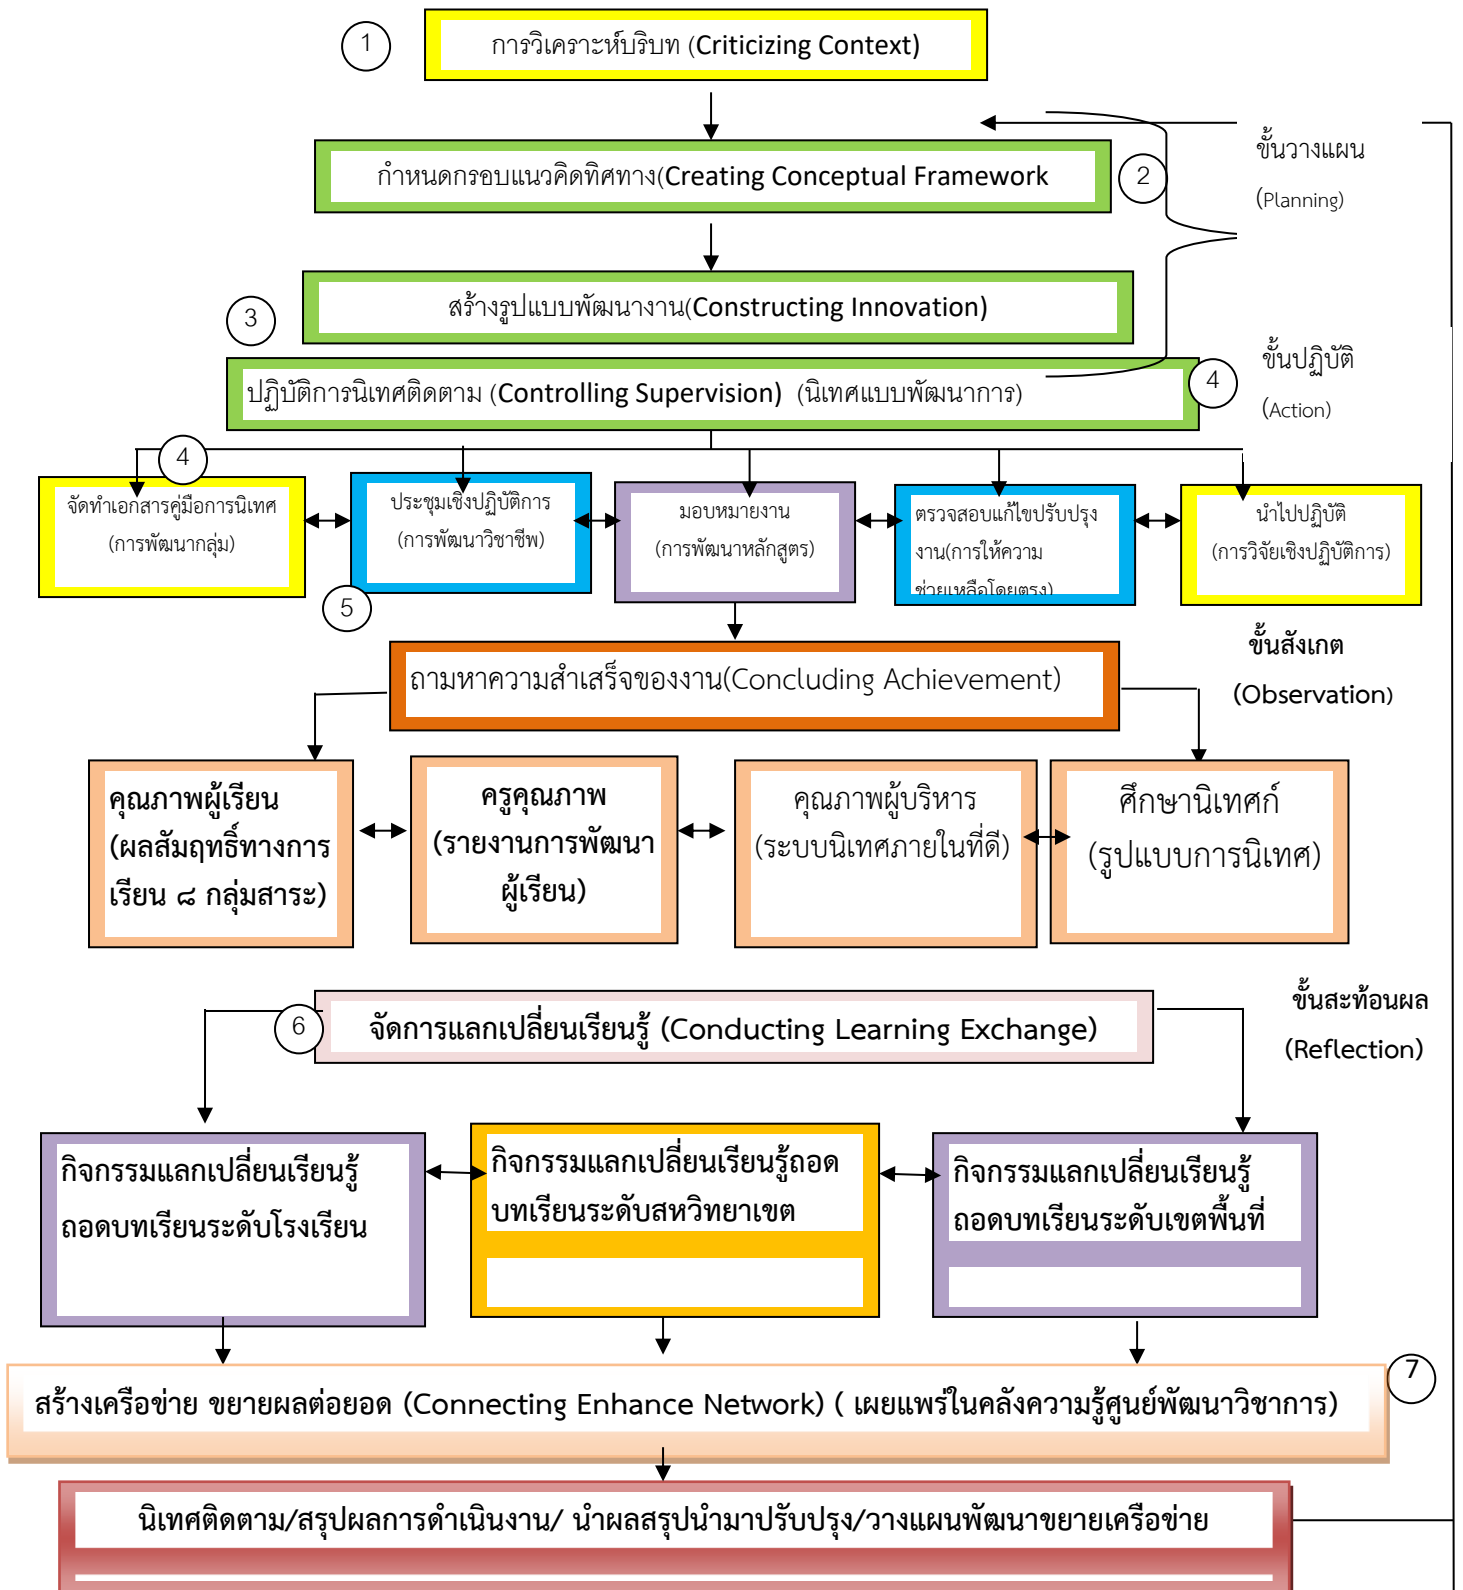 1
การวิเคราะห์บริบท (Criticizing Context)
ขั้นวางแผน
(Planning)
กำหนดกรอบแนวคิดทิศทาง(Creating Conceptual Framework
2
สร้างรูปแบบพัฒนางาน(Constructing Innovation)
3
ขั้นปฏิบัติ
(Action)
ปฏิบัติการนิเทศติดตาม (Controlling Supervision) (นิเทศแบบพัฒนาการ)
4
4
จัดทำเอกสารคู่มือการนิเทศ
(การพัฒนากลุ่ม)
ประชุมเชิงปฏิบัติการ
(การพัฒนาวิชาชีพ)
มอบหมายงาน
(การพัฒนาหลักสูตร)
ตรวจสอบแก้ไขปรับปรุง
งาน(การให้ความ
ช่วยเหลือโดยตรง)
นำไปปฏิบัติ
(การวิจัยเชิงปฏิบัติการ)
5
ขั้นสังเกต
(Observation)
ถามหาความสำเร็จของงาน(Concluding Achievement)
คุณภาพผู้เรียน
(ผลสัมฤทธิ์ทางการ
เรียน ๘ กลุ่มสาระ)
ครูคุณภาพ
(รายงานการพัฒนา
ผู้เรียน)
คุณภาพผู้บริหาร
(ระบบนิเทศภายในที่ดี)
ศึกษานิเทศก์
(รูปแบบการนิเทศ)
ขั้นสะท้อนผล
(Reflection)
6
จัดการแลกเปลี่ยนเรียนรู้ (Conducting Learning Exchange)
กิจกรรมแลกเปลี่ยนเรียนรู้
ถอดบทเรียนระดับโรงเรียน
กิจกรรมแลกเปลี่ยนเรียนรู้ถอด
บทเรียนระดับสหวิทยาเขต
กิจกรรมแลกเปลี่ยนเรียนรู้
ถอดบทเรียนระดับเขตพื้นที่
7
สร้างเครือข่าย ขยายผลต่อยอด (Connecting Enhance Network) ( เผยแพร่ในคลังความรู้ศูนย์พัฒนาวิชาการ)
นิเทศติดตาม/สรุปผลการดำเนินงาน/ นำผลสรุปนำมาปรับปรุง/วางแผนพัฒนาขยายเครือข่าย